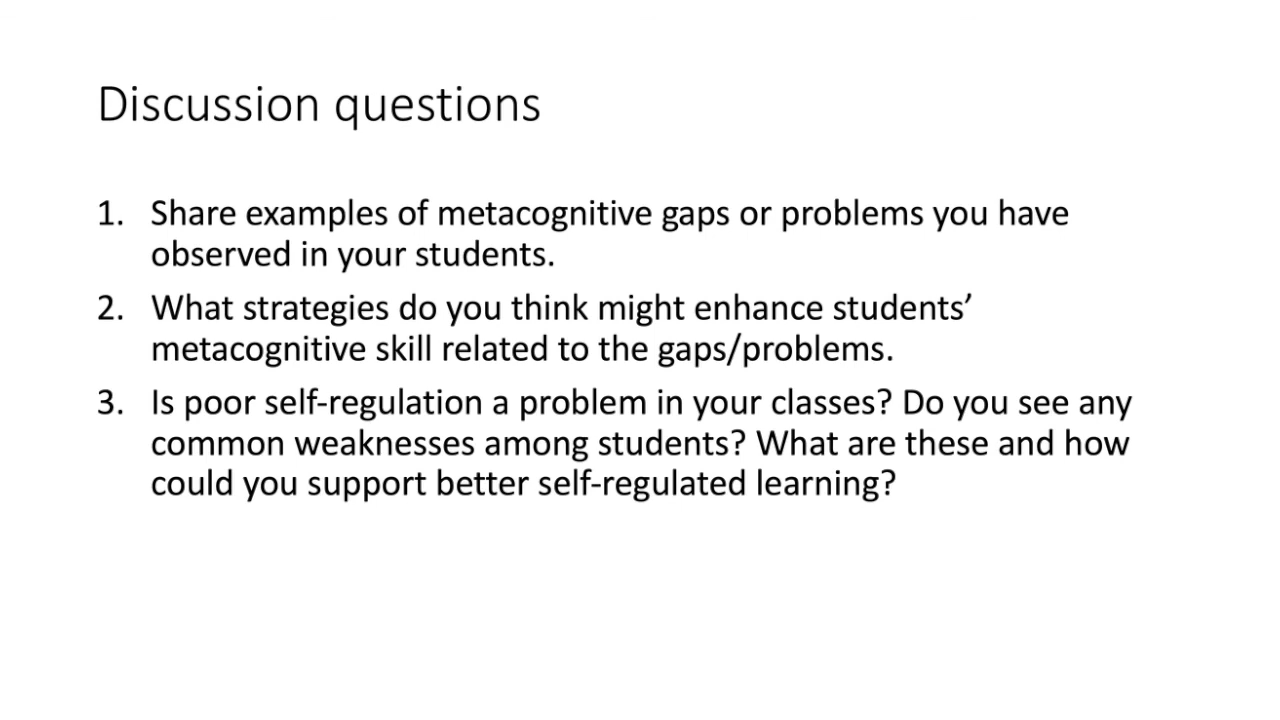 Discussion questions
1. Share examples of metacognitive gaps or problems you have
observed in your students.
2. What strategies do you think might enhance students’
metacognitive skill related to the gaps/problems.
3. Is poor self-regulation a problem in your classes? Do you see any
common weaknesses among students? What are these and how
could you support better self-regulated learning?